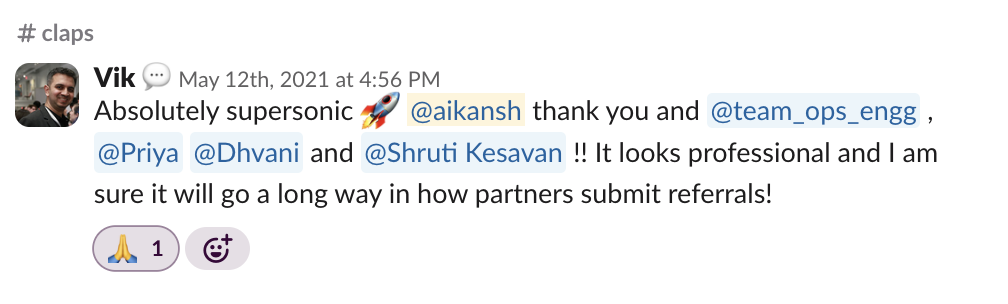 # claps
Vik 💬 May 12th, 2021 at 4:56 PM
Absolutely supersonic 🚀 @aikansh thank you and @team_ops_engg ,
@Priya @Dhvani and @Shruti Kesavan !! It looks professional and I am
sure it will go a long way in how partners submit referrals!
🙏 1